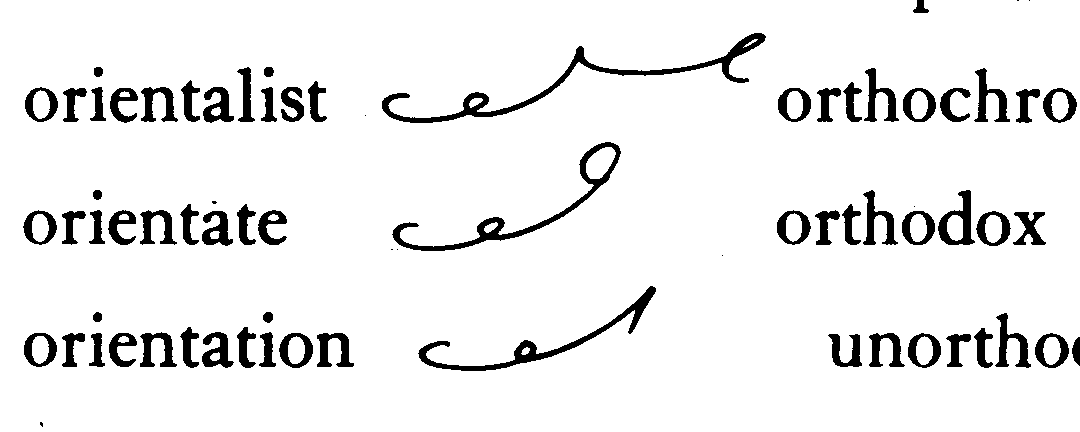 orientalist orthochro
orientate orthodox
orientation unortho